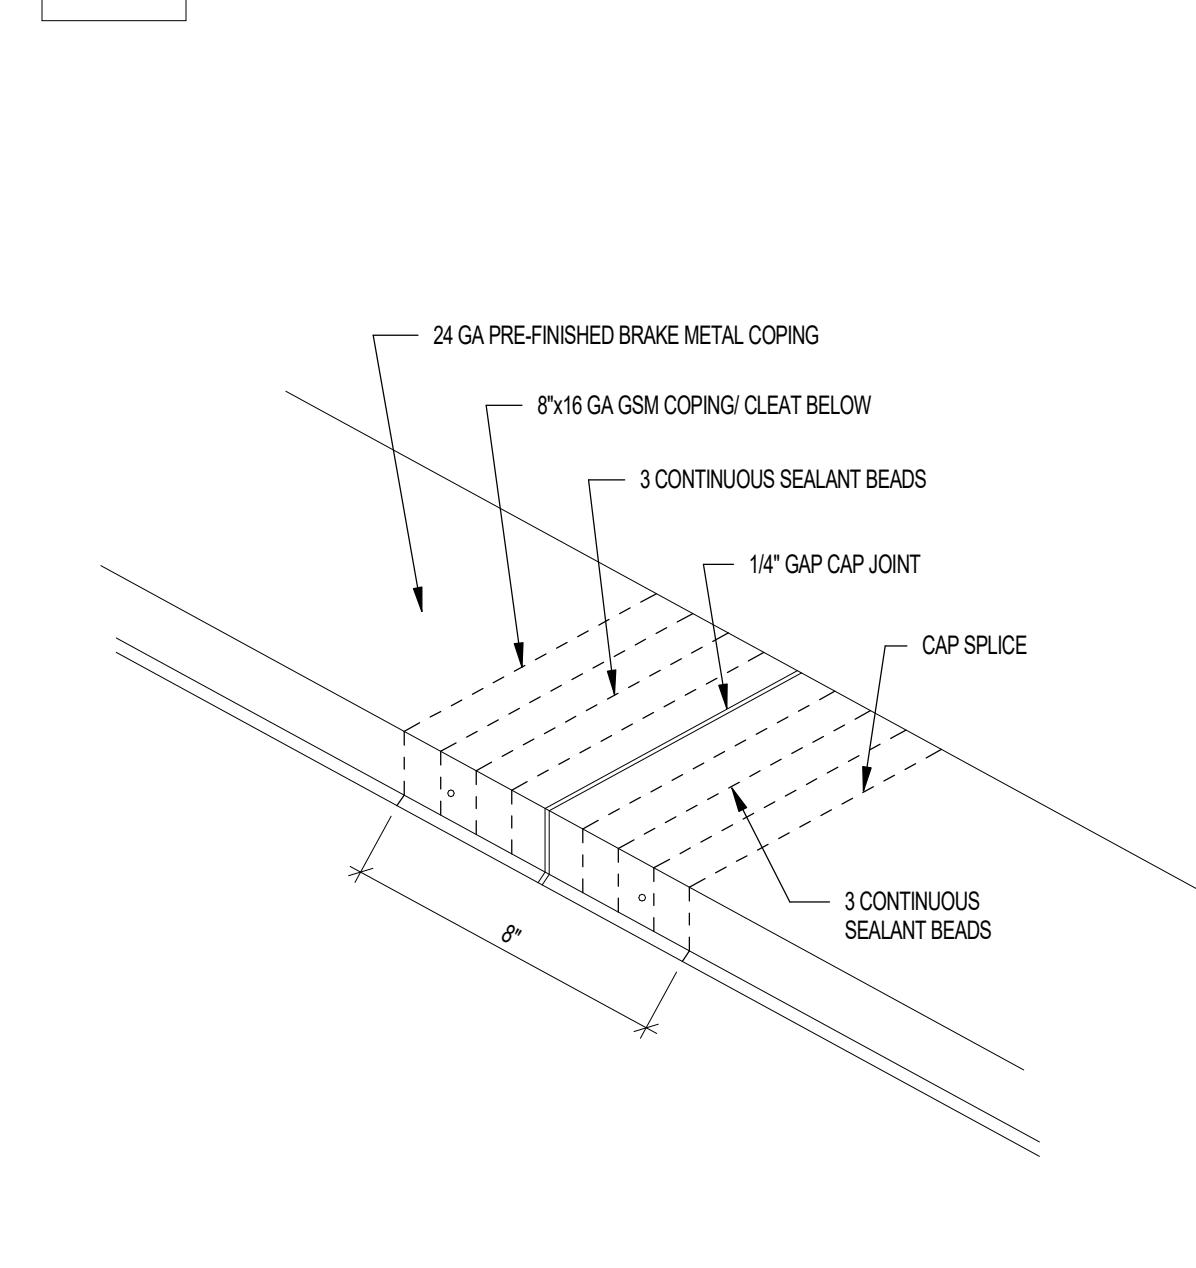 24 GA PRE-FINISHED BRAKE METAL COPING
8"x16 GA GSM COPING/ CLEAT BELOW
3 CONTINUOUS SEALANT BEADS
1/4" GAP CAP JOINT
CAP SPLICE
3 CONTINUOUS
SEALANT BEADS
8"